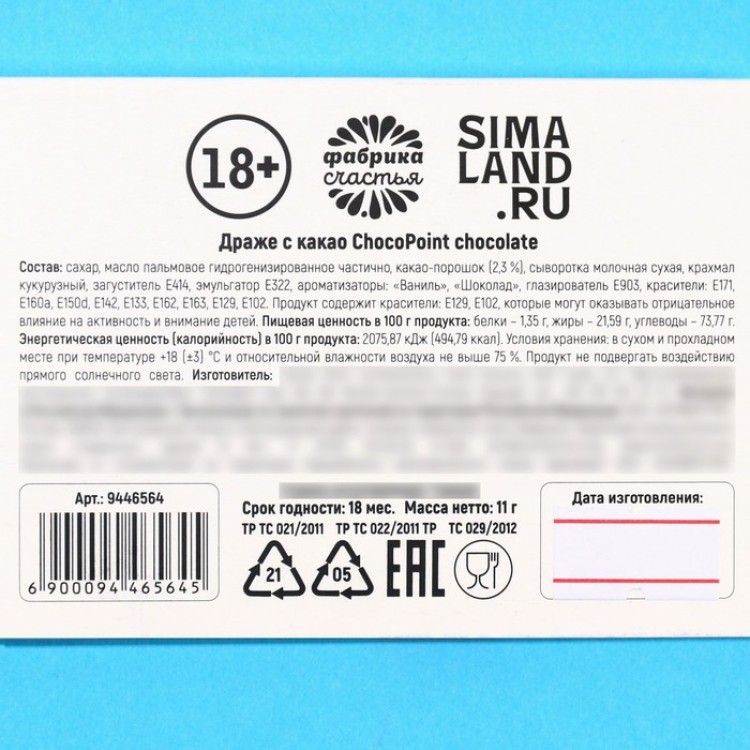 18+
фабрика
счастья
SIMA
LAND
.RU
Драже с какао ChocoPoint chocolate
Состав: сахар, масло пальмовое гидрогенизированное частично, какао-порошок (2,3 %), сыворотка молочная сухая, крахмал
кукурузный, загуститель Е414, эмульгатор Е322, ароматизаторы: «Ваниль», «Шоколад», глазирователь Е903, красители: Е171,
Е160а, Е150d, Е142, Е133, Е162, Е163, Е129, Е102. Продукт содержит красители: Е129, Е102, которые могут оказывать отрицательное
влияние на активность и внимание детей. Пищевая ценность в 100 г продукта: белки – 1,35 г, жиры – 21,59 г, углеводы – 73,77 г.
Энергетическая ценность (калорийность) в 100 г продукта: 2075,87 кДж (494,79 ккал). Условия хранения: в сухом и прохладном
месте при температуре +18 (±3) °С и относительной влажности воздуха не выше 75 %. Продукт не подвергать воздействию
прямого солнечного света. Изготовитель:
Арт.: 9446564
6 900094 465645
Срок годности: 18 мес. Масса нетто: 11 г
ТР ТС 021/2011 ТР ТС 022/2011 ТР ТС 029/2012
21
05
EAC
Дата изготовления: